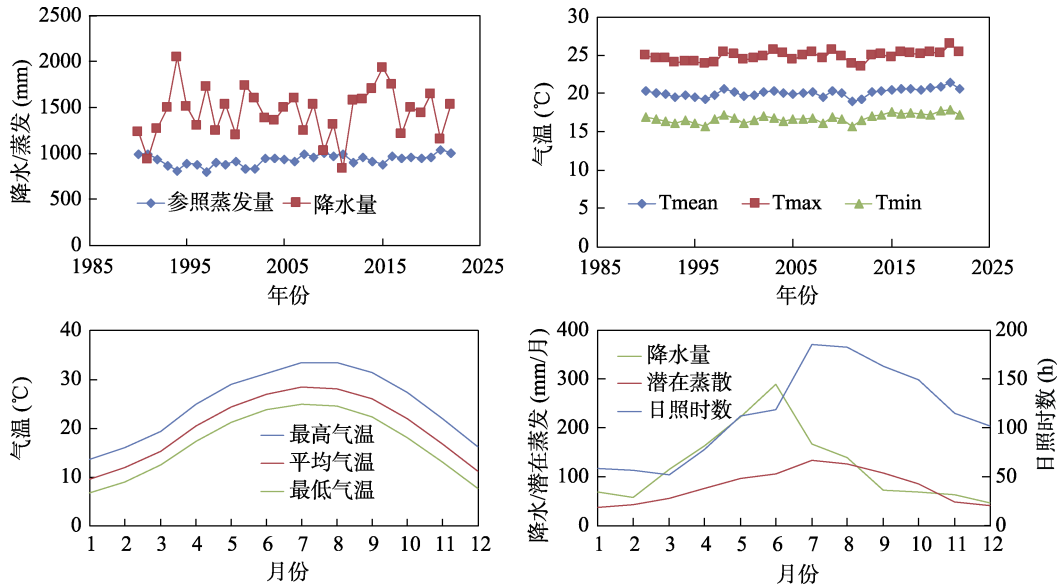 降水/蒸发 (mm)
2500
2000
1500
1000
500
0
参照蒸发量
降水量
1985
1995
2005
2015
2025
年份
气温 (℃)
30
25
20
15
10
5
0
Tmean
Tmax
Tmin
1985
1995
2005
2015
2025
年份
气温 (℃)
40
30
20
10
0
最高气温
平均气温
最低气温
1 2 3 4 5 6 7 8 9 10 11 12
月份
降水/潜在蒸发 (mm/月)
400
300
200
100
0
降水量
潜在蒸散
日照时数
200
150
100
50
0
日照时数 (h)
1 2 3 4 5 6 7 8 9 10 11 12
月份